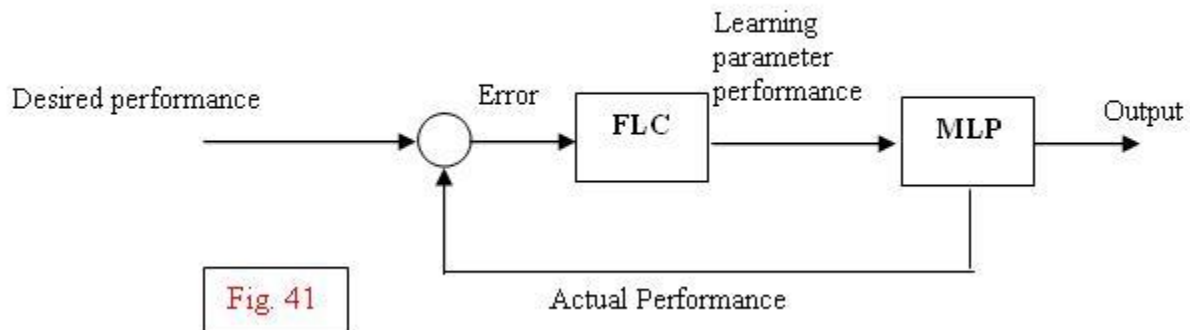 Desired performance
Error
FLC
Learning
parameter
performance
MLP
Output
Actual Performance
Fig. 41